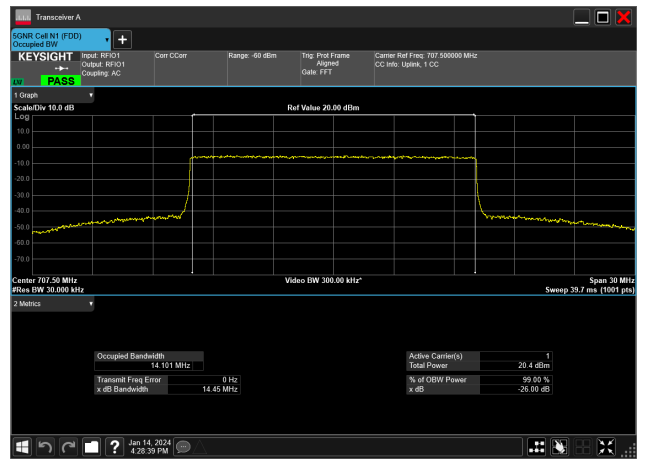 Transceiver A
5GNR Cell N1 (FDD)
Occupied BW
KEYSIGHT Input: RFIO1 Corr CCorr Range: -60 dBm Trig: Prot Frame Carrier Ref Freq: 707.500000 MHz
Output: RFIO1 Aligned CC Info: Uplink, 1 CC
Coupling: AC Gate: FFT
PASS
1 Graph
Scale/Div 10.0 dB Ref Value 20.00 dBm
Log
10.0
0.00
-10.0
-20.0
-30.0
-40.0
-50.0
-60.0
-70.0
Center 707.50 MHz Video BW 300.00 kHz* Span 30 MHz
#Res BW 30.000 kHz Sweep 39.7 ms (1001 pts)
2 Metrics
Occupied Bandwidth Active Carrier(s) 1
14.101 MHz Total Power 20.4 dBm
Transmit Freq Error 0 Hz % of OBW Power 99.00 %
x dB Bandwidth 14.45 MHz x dB -26.00 dB
? Jan 14, 2024
4:28:39 PM